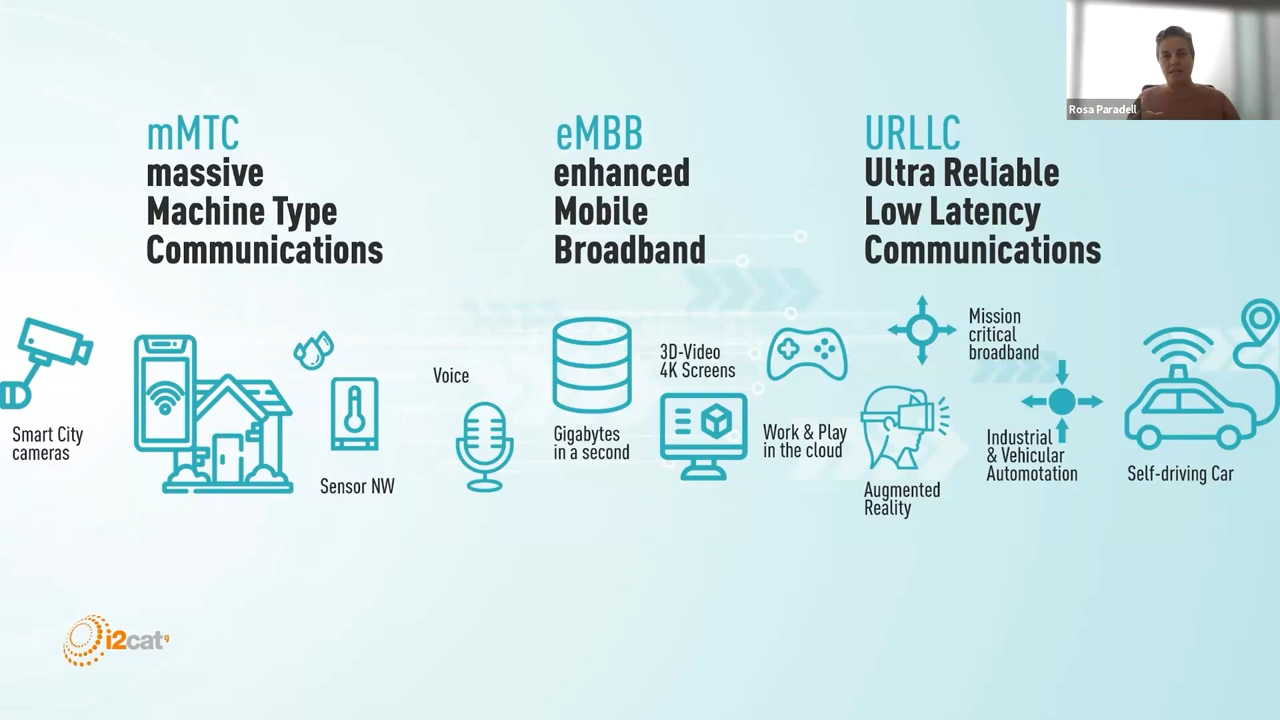 Rosa Paradell
mMTC
massive
Machine Type
Communications
eMBB
enhanced
Mobile
Broadband
URLLC
Ultra Reliable
Low Latency
Communications
Smart City
cameras
Sensor NW
Voice
Gigabytes
in a second
3D-Video
4K Screens
Work & Play
in the cloud
Augmented
Reality
Mission
critical
broadband
Industrial
& Vehicular
Automotation
Self-driving Car
i2cat